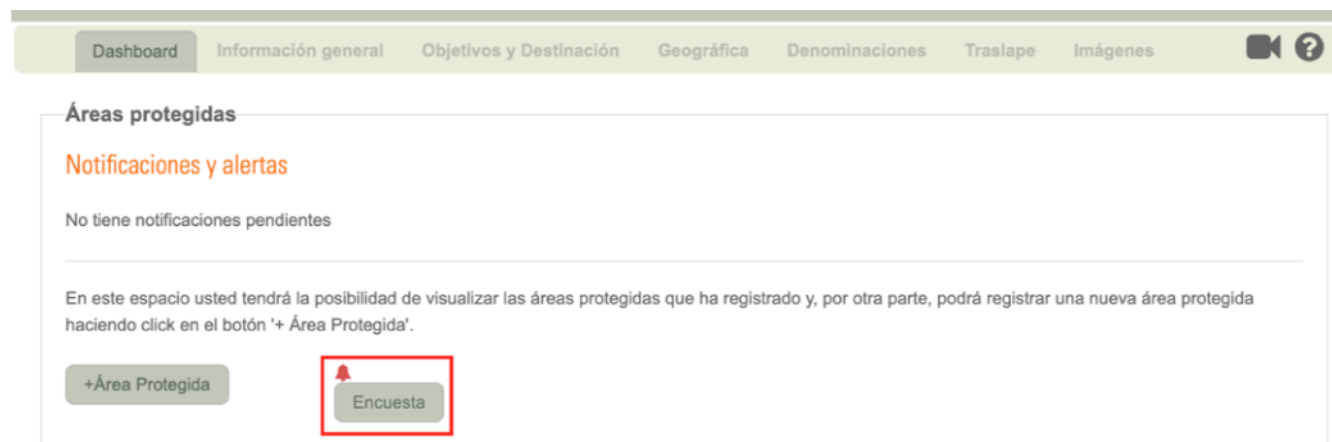 Dashboard Información general Objetivos y Destinación Geográfica Denominaciones Traslape Imágenes
Áreas protegidas
Notificaciones y alertas
No tiene notificaciones pendientes
En este espacio usted tendrá la posibilidad de visualizar las áreas protegidas que ha registrado y, por otra parte, podrá registrar una nueva área protegida
haciendo click en el botón '+ Área Protegida'.
+Área Protegida Encuesta